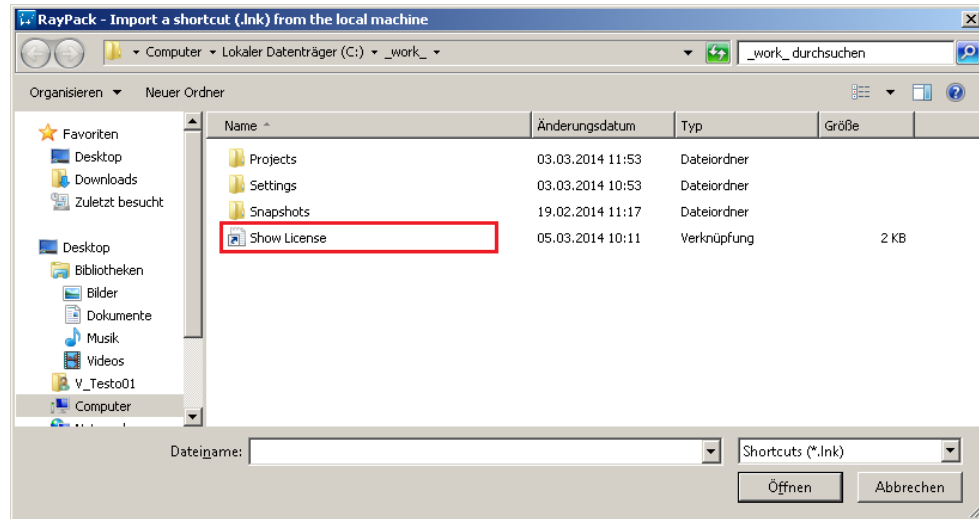 RayPack - Import a shortcut (.lnk) from the local machine
Computer Lokaler Datenträger (C:) _work_
_work_ durchsuchen
Organisieren Neuer Ordner
Favoriten
Desktop
Downloads
Zuletzt besucht
Desktop
Bibliotheken
Bilder
Dokumente
Musik
Videos
V_Testo01
Computer
Name Änderungsdatum Typ Größe
Projects 03.03.2014 11:53 Dateiordner
Settings 03.03.2014 10:53 Dateiordner
Snapshots 19.02.2014 11:17 Dateiordner
Show License 05.03.2014 10:11 Verknüpfung 2 KB
Dateiname: Shortcuts (*.lnk)
Öffnen Abbrechen